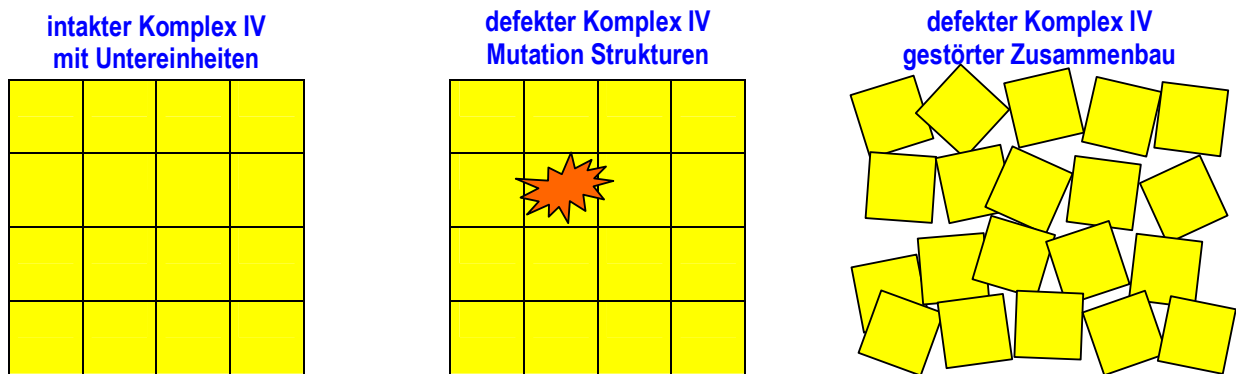 intakter Komplex IV
mit Untereinheiten
defekter Komplex IV
Mutation Strukturen
defekter Komplex IV
gestörter Zusammenbau